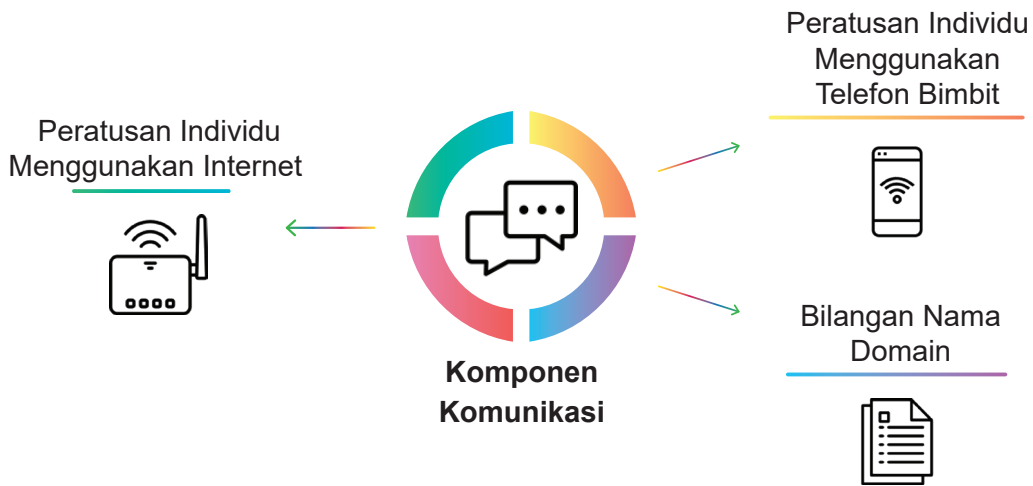 Peratusan Individu
Menggunakan
Telefon Bimbit
Peratusan Individu
Menggunakan Internet
Bilangan Nama
Domain
Komponen
Komunikasi